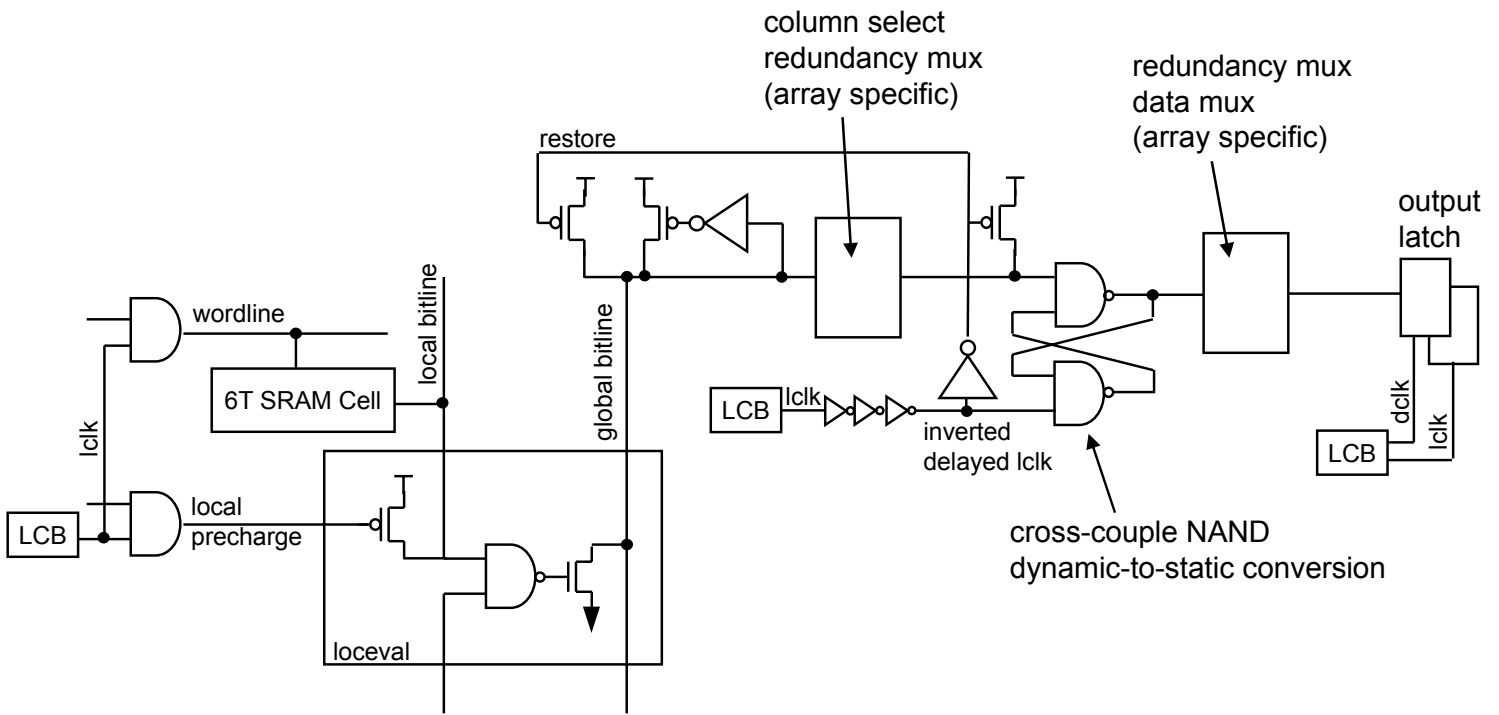 column select
redundancy mux
(array specific)
redundancy mux
data mux
(array specific)
restore
output
latch
wordline
local bitline
6T SRAM Cell
global bitline
lclk
LCB
lclk
inverted
delayed lclk
dclk
lclk
LCB
local
precharge
LCB
cross-couple NAND
dynamic-to-static conversion
loceval